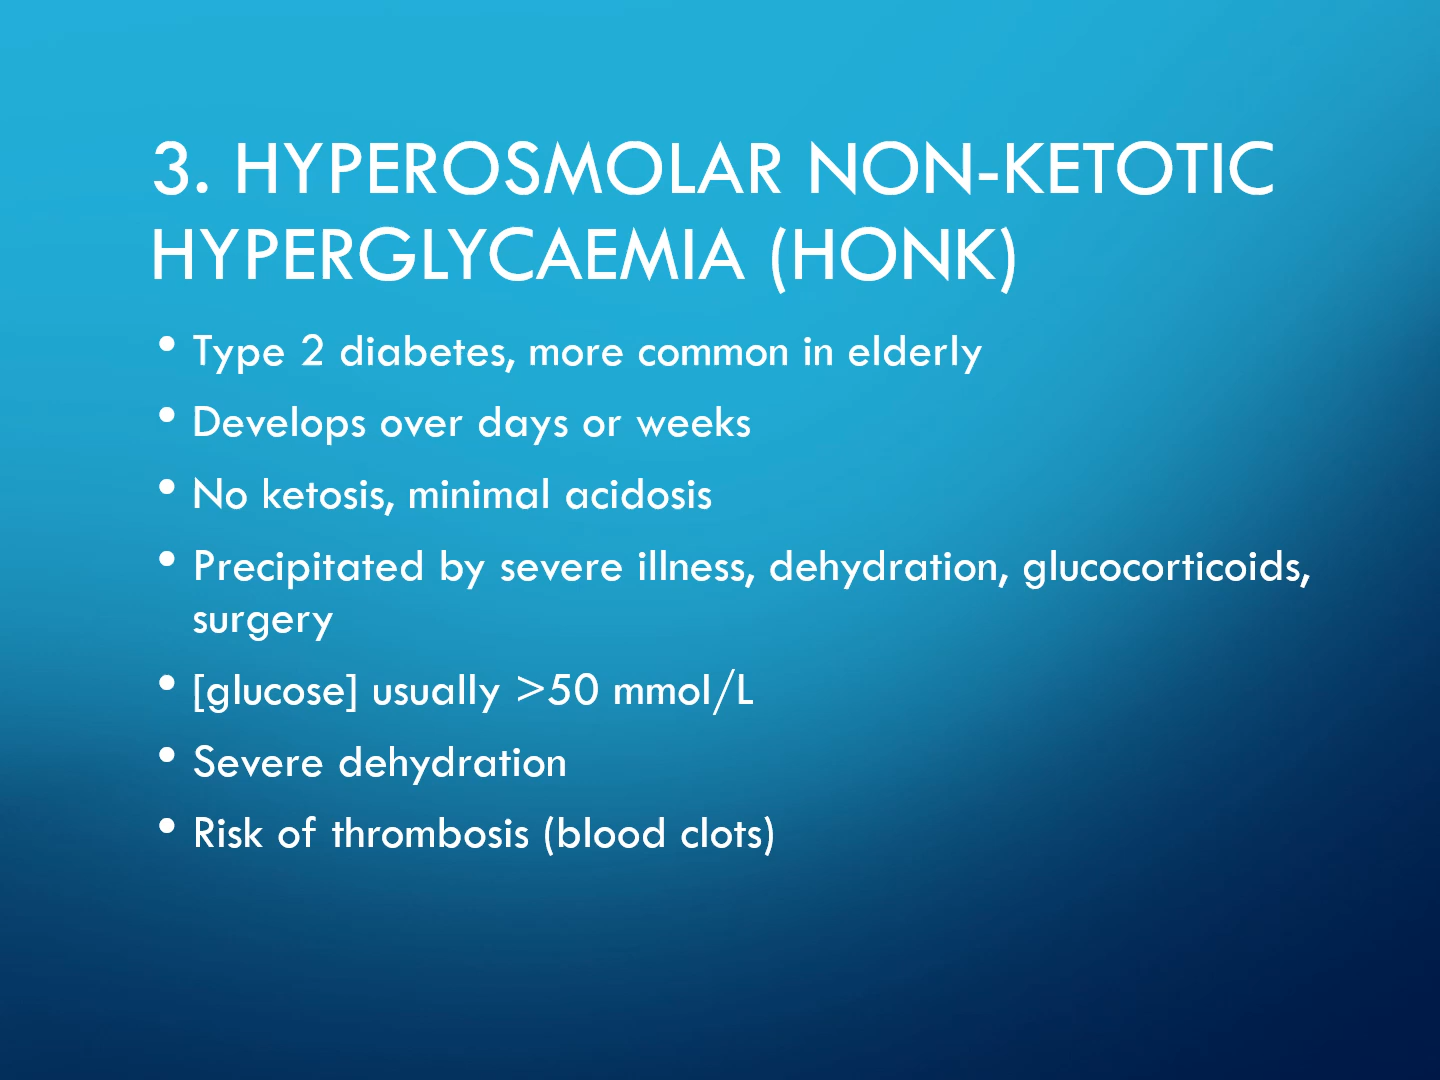 3. HYPEROSMOLAR NON-KETOTIC
HYPERGLYCAEMIA (HONK)
• Type 2 diabetes, more common in elderly
• Develops over days or weeks
• No ketosis, minimal acidosis
• Precipitated by severe illness, dehydration, glucocorticoids,
surgery
• [glucose] usually >50 mmol/L
• Severe dehydration
• Risk of thrombosis (blood clots)